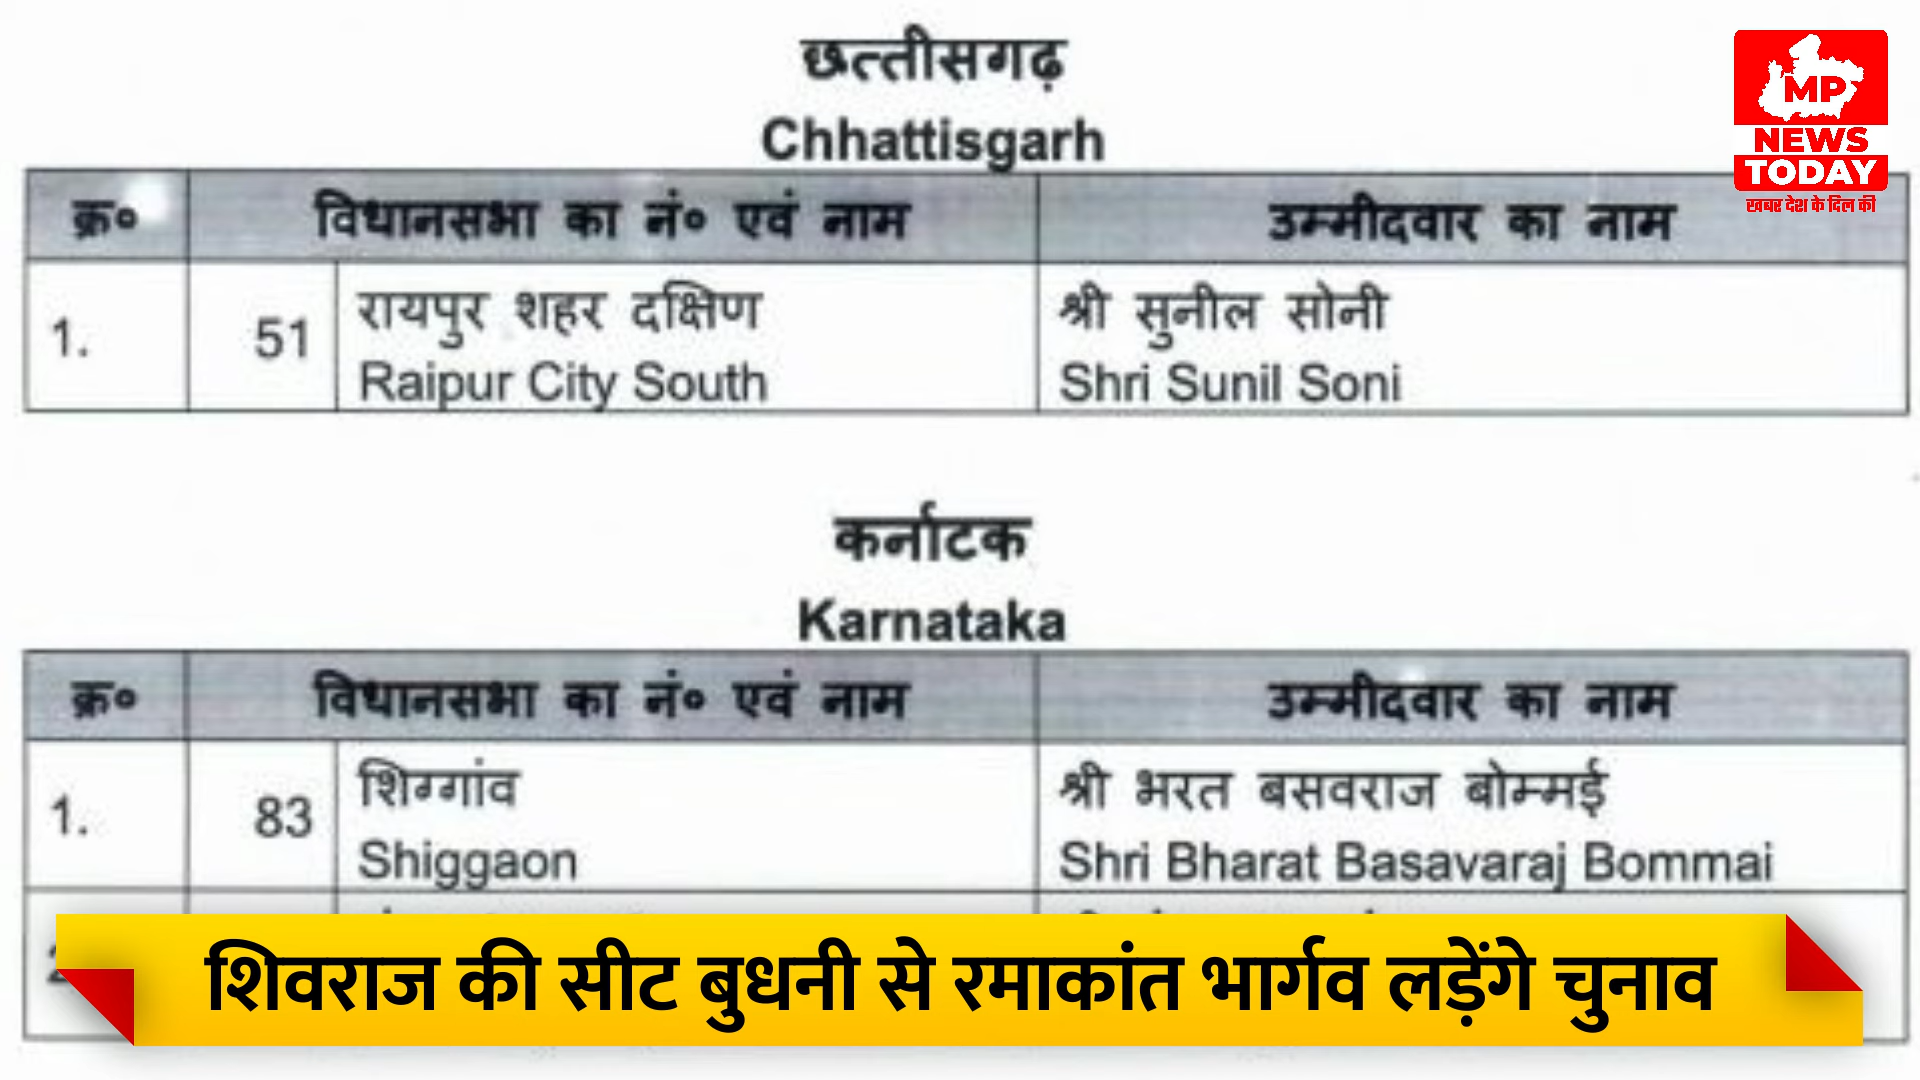 छत्तीसगढ़
Chhattisgarh
MP
NEWS
TODAY
खबर देश के दिल की
क्र० विधानसभा का नं० एवं नाम उम्मीदवार का नाम
1. 51 रायपुर शहर दक्षिण श्री सुनील सोनी
Raipur City South Shri Sunil Soni
कर्नाटक
Karnataka
क्र० विधानसभा का नं० एवं नाम उम्मीदवार का नाम
1. 83 शिग्गांव श्री भरत बसवराज बोम्मई
Shiggaon Shri Bharat Basavaraj Bommai
शिवराज की सीट बुधनी से रमाकांत भार्गव लड़ेंगे चुनाव